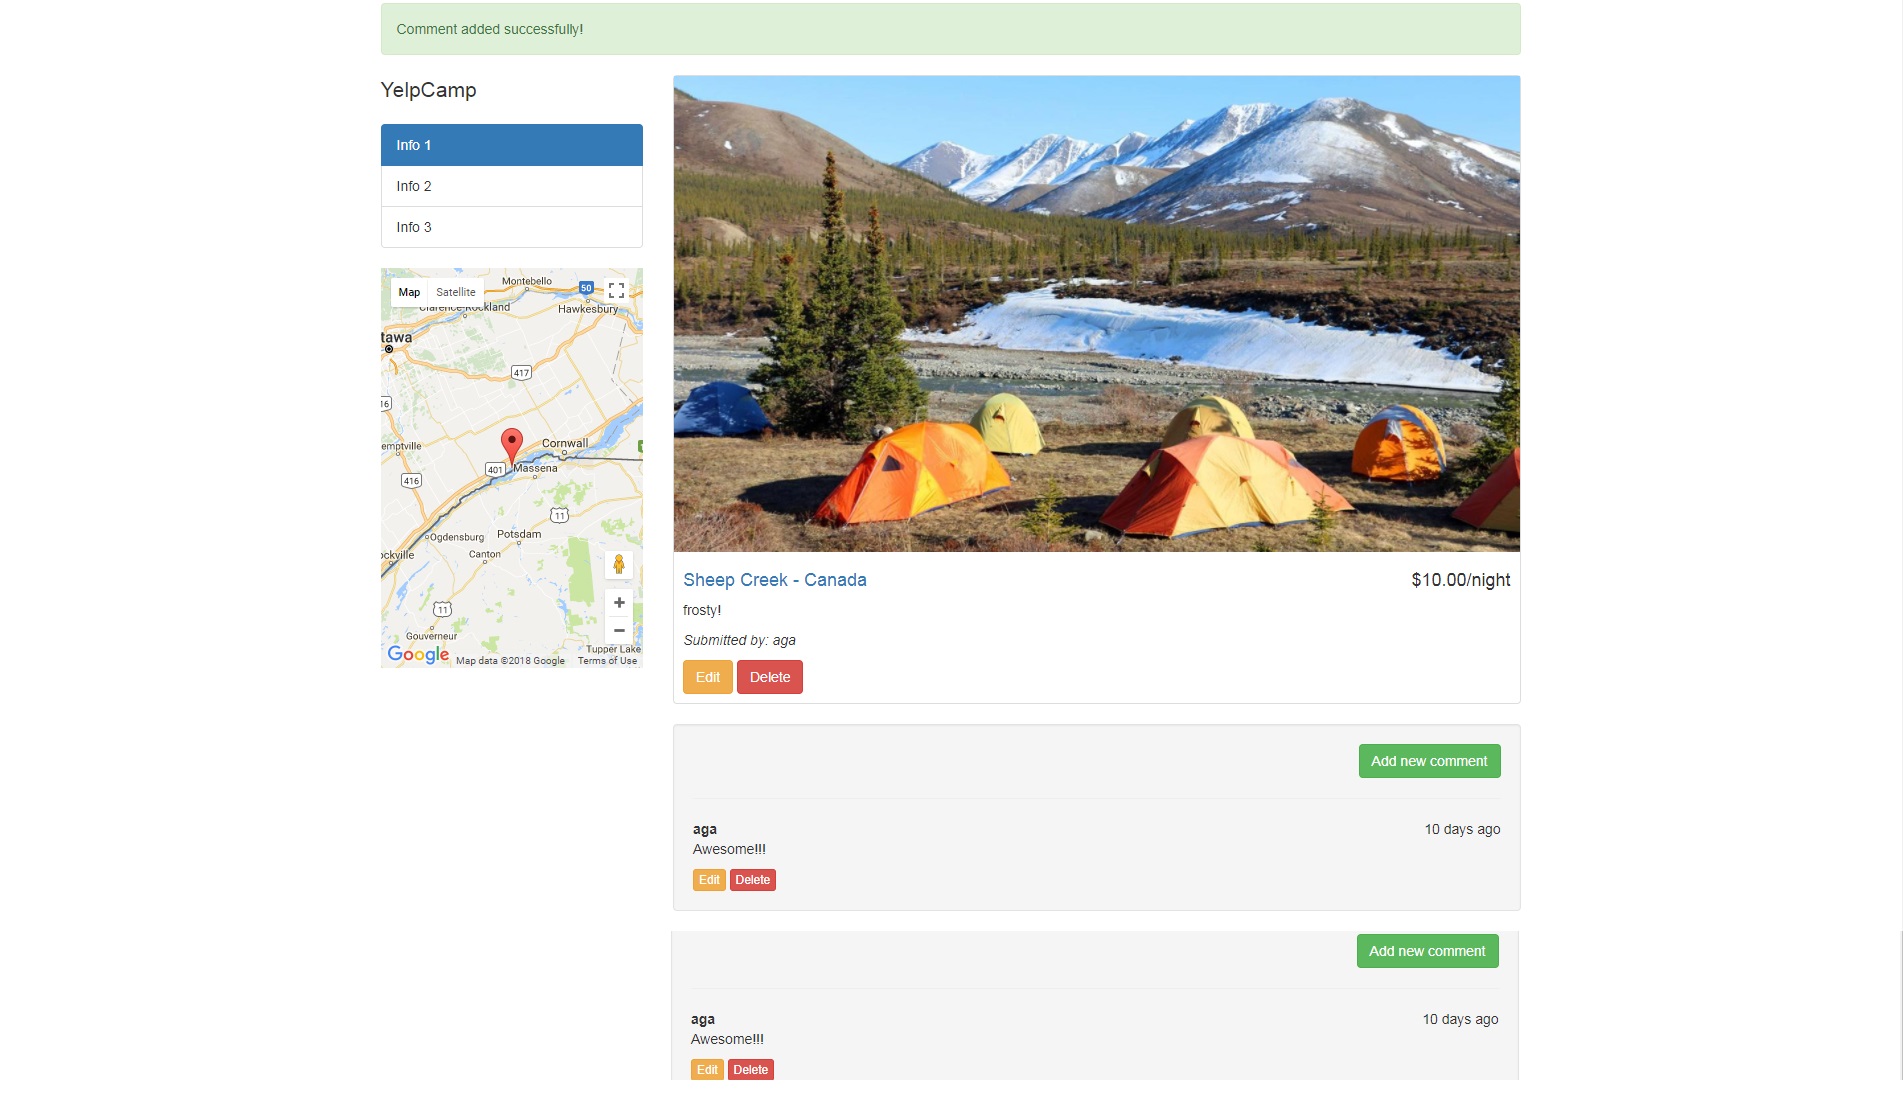 Comment added successfully!
YelpCamp
Info 1
Info 2
Info 3
Map Satellite
Montebello
50
Clarence-Rockland
Hawkesbury
tawa
417
16
emptville
Cornwall
401
Massena
416
11
Ogdensburg
Potsdam
ockville
Canton
11
Gouverneur
Tupper Lake
Google
Map data ©2018 Google Terms of Use
Sheep Creek - Canada
$10.00/night
frosty!
Submitted by: aga
Edit Delete
Add new comment
aga
10 days ago
Awesome!!!
Edit Delete
Add new comment
aga
10 days ago
Awesome!!!
Edit Delete